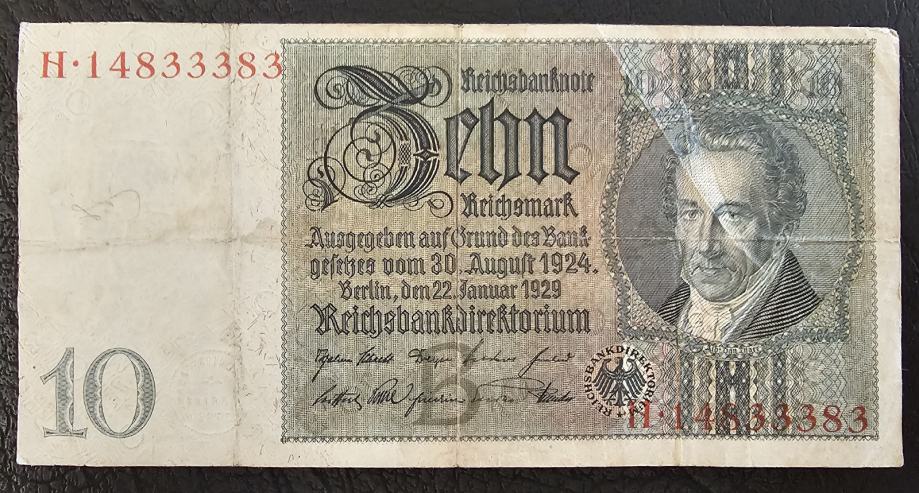 H·14833383
Reichsbanknote
Zehn
Reichsmark
Ausgegeben auf Grund des Bank-
gesetzes vom 30. August 1924.
Berlin, den 22. Januar 1929
Reichsbankdirektorium
REICHSBANKDIREKTORIUM
B
10
H·14833383